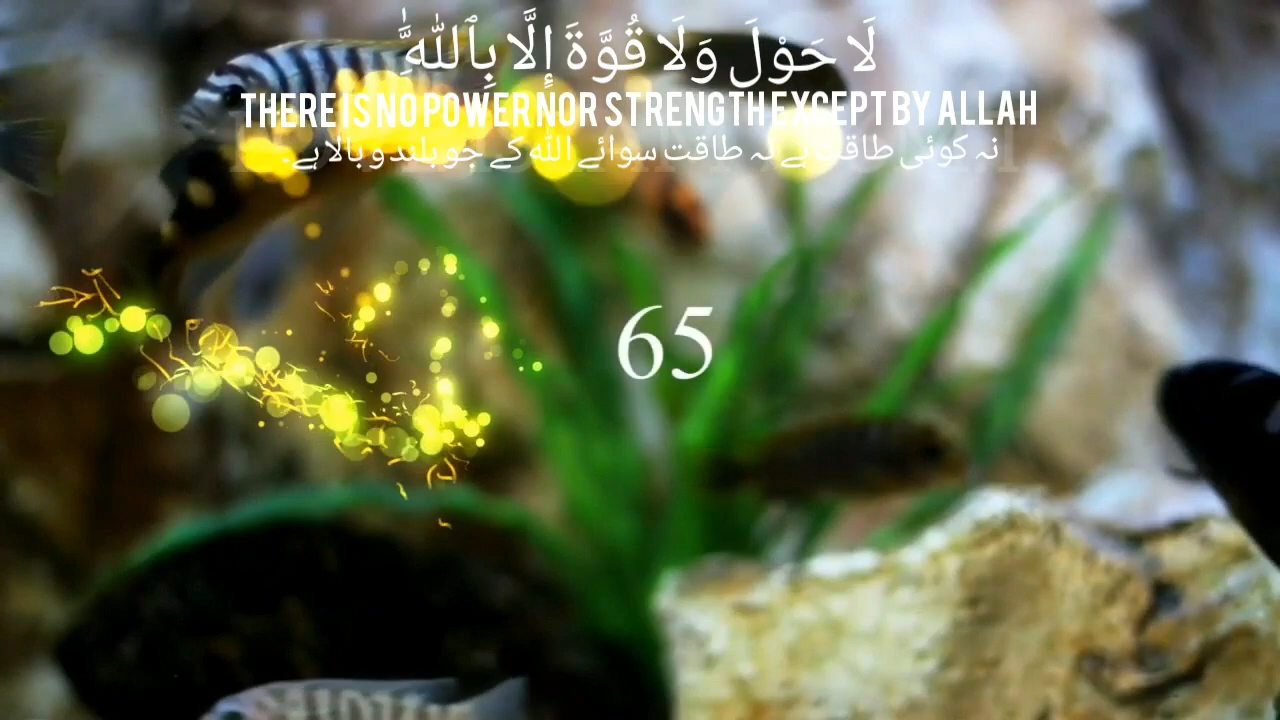 لَا حَوْلَ وَلَا قُوَّةَ إِلَّا بِٱللَّهِ
THERE IS NO POWER NOR STRENGTH EXCEPT BY ALLAH
نہ کوئی طاقت ہے نہ طاقت سوائے اللہ کے جو بلند و بالا ہے۔
65